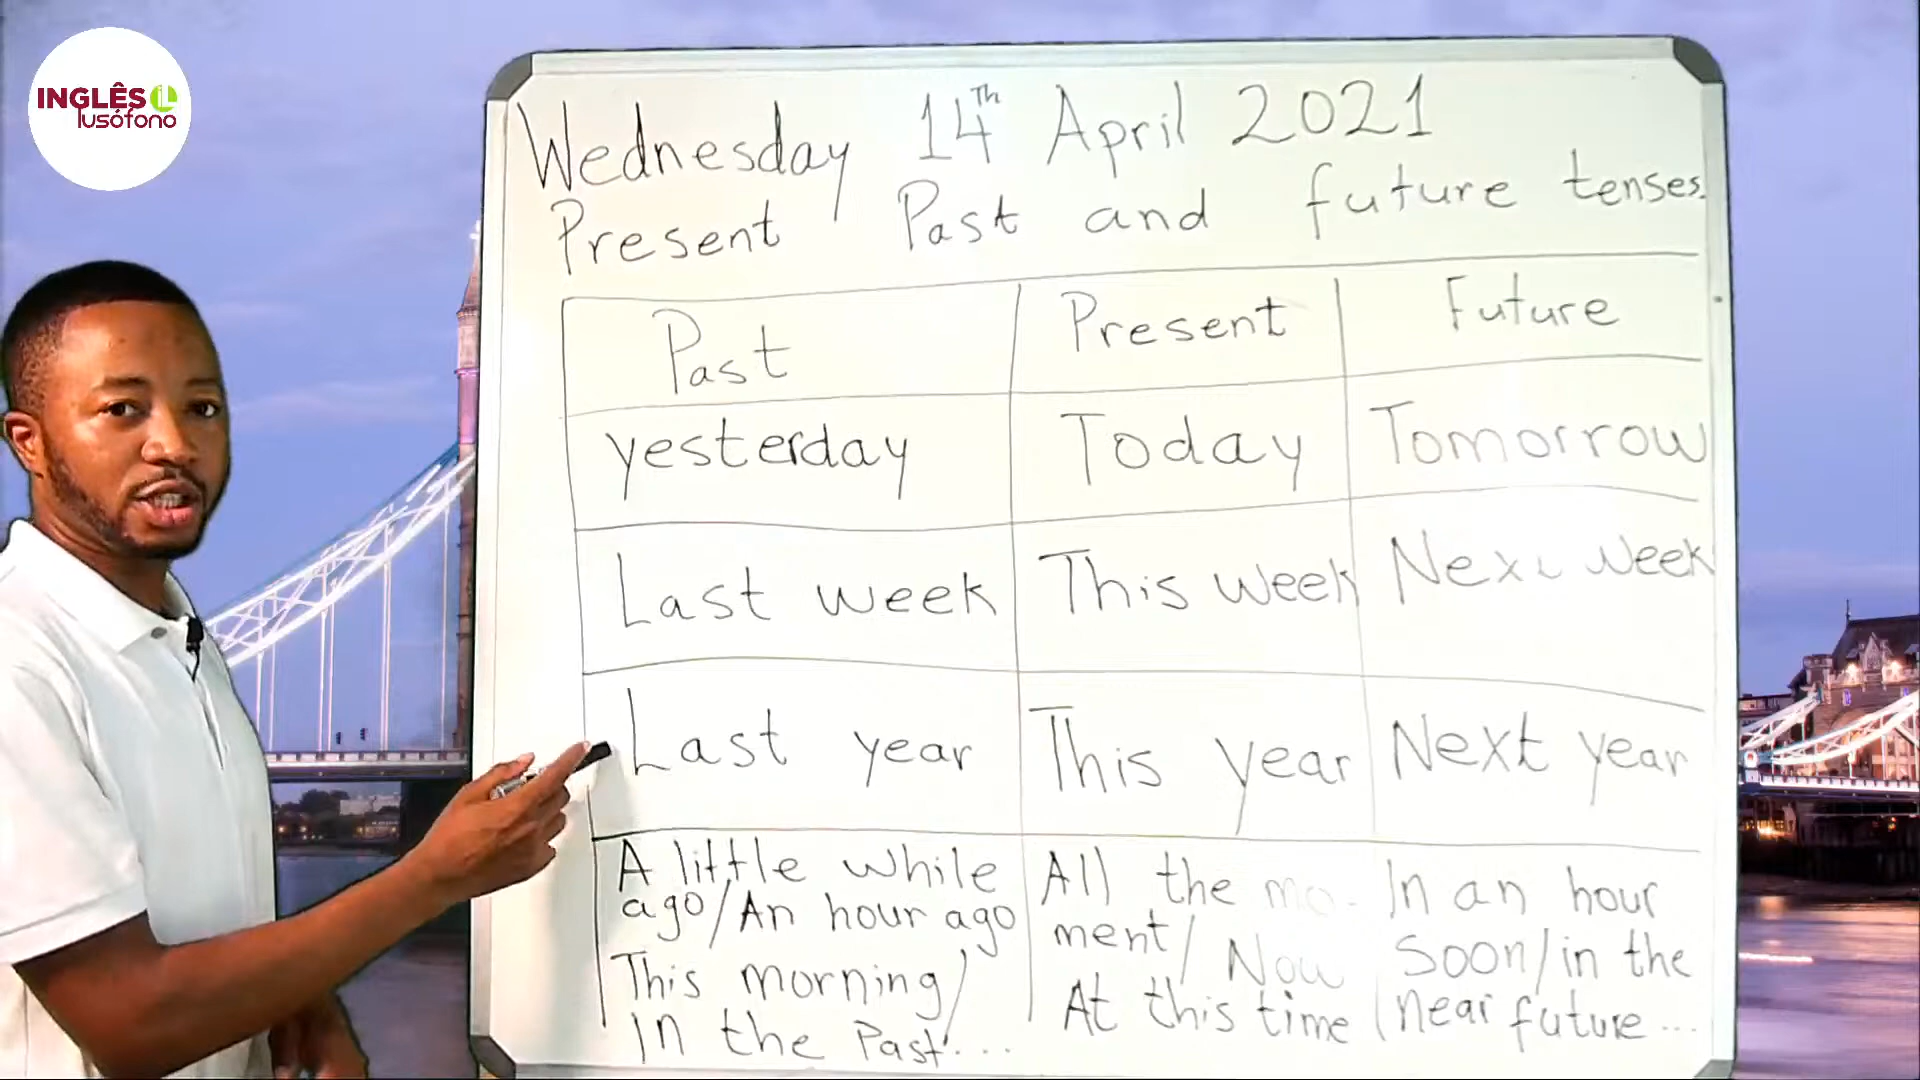 INGLÊS
lusófono
Wednesday 14th April 2021
Present Past and future tenses.
Past Present Future
yesterday Today Tomorrow
Last week This week Next week
Last year This year Next year
A little while
ago/An hour ago
This morning/
In the Past....
All the mo-
ment/ Now
At this time
In an hour
Soon/in the
near future...